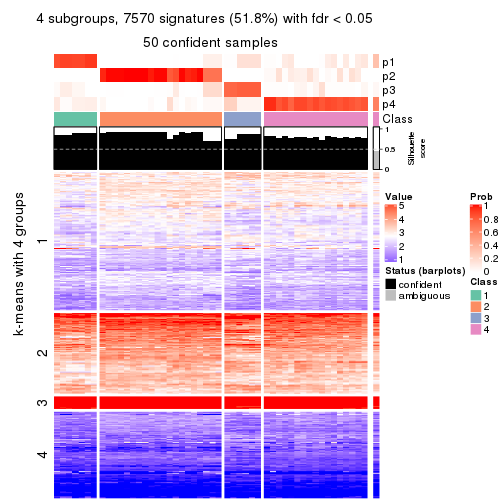 4 subgroups, 7570 signatures (51.8%) with fdr < 0.05
50 confident samples
p1
p2
p3
p4
Class
1
0.5
0
Silhouette
score
k-means with 4 groups
1
2
3
4
Value
5
4
3
2
1
Status (barplots)
confident
ambiguous
Prob
1
0.8
0.6
0.4
0.2
0
Class
1
2
3
4